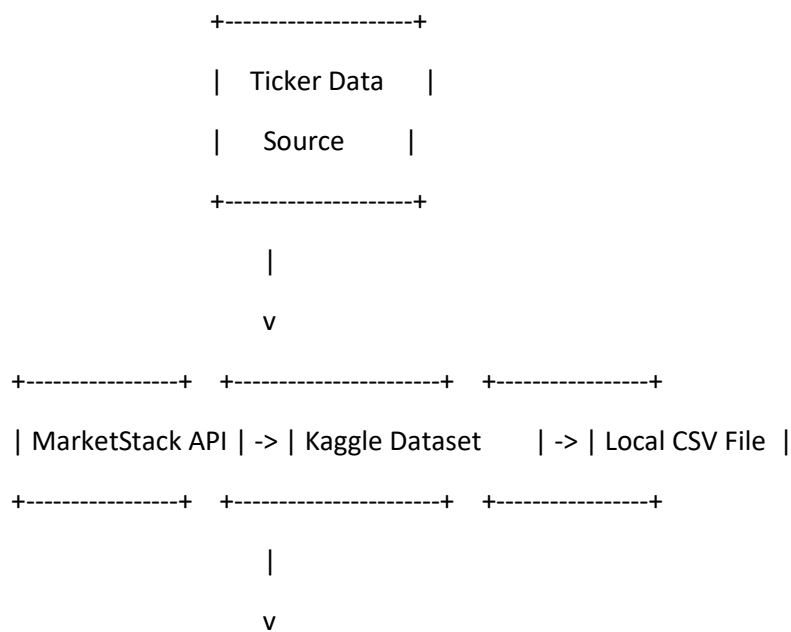 +---------------------+
| Ticker Data |
| Source |
+---------------------+
|
v
+-----------------+ +-----------------------+ +-----------------+
| MarketStack API | -> | Kaggle Dataset | -> | Local CSV File |
+-----------------+ +-----------------------+ +-----------------+
|
v